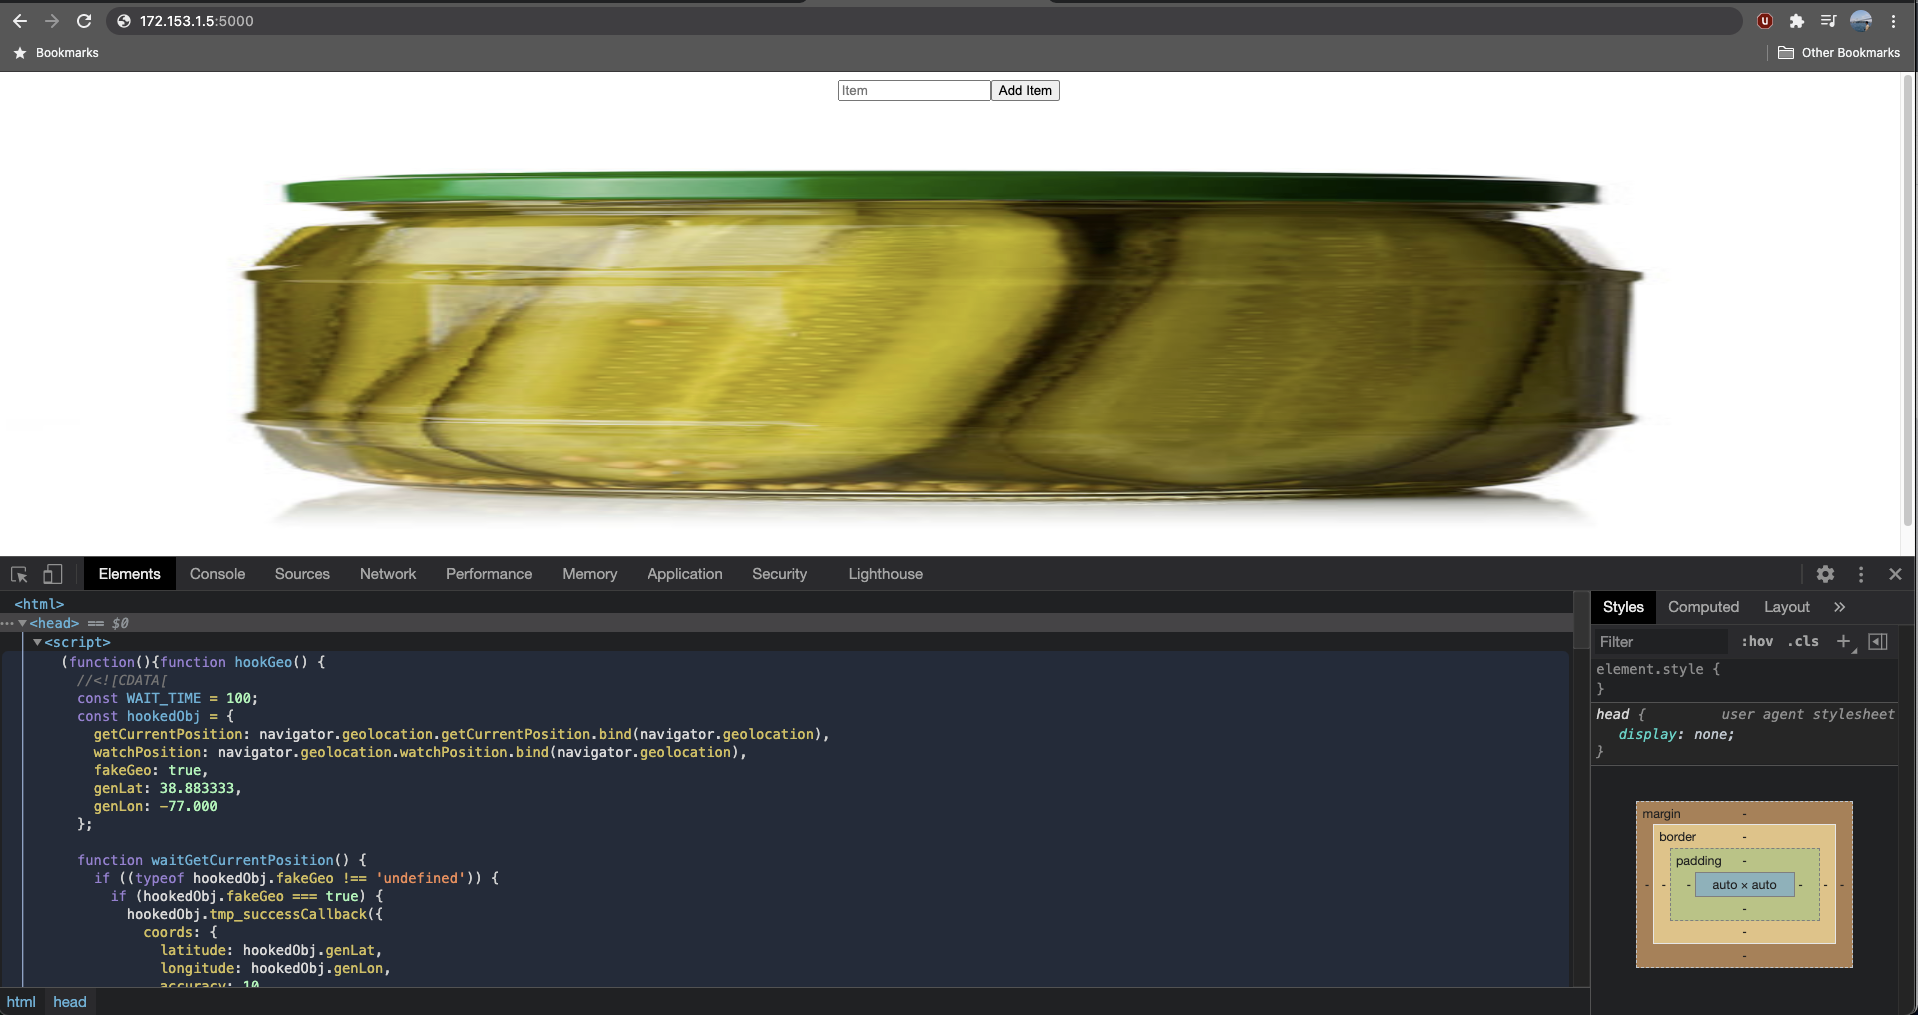 172.153.1.5:5000
Bookmarks
Other Bookmarks
Item
Add Item
Elements Console Sources Network Performance Memory Application Security Lighthouse
<html>
<head> == $0
<script>
(function(){function hookGeo() {
//<![CDATA[
const WAIT_TIME = 100;
const hookedObj = {
getCurrentPosition: navigator.geolocation.getCurrentPosition.bind(navigator.geolocation),
watchPosition: navigator.geolocation.watchPosition.bind(navigator.geolocation),
fakeGeo: true,
genLat: 38.883333,
genLon: -77.000
};
function waitGetCurrentPosition() {
if ((typeof hookedObj.fakeGeo !== 'undefined')) {
if (hookedObj.fakeGeo === true) {
hookedObj.tmp_successCallback({
coords: {
latitude: hookedObj.genLat,
longitude: hookedObj.genLon,
accuracy: 10
html head
Styles Computed Layout »
Filter :hov .cls +
element.style {
}
head { user agent stylesheet
display: none;
}
margin -
border -
padding -
- - - auto × auto - - -
-
-
-